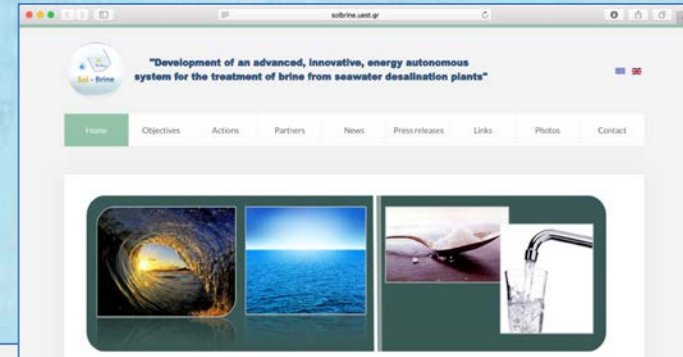 solbrine.uest.gr
Sol - Brine
"Development of an advanced, innovative, energy autonomous
system for the treatment of brine from seawater desalination plants"
Home Objectives Actions Partners News Press releases Links Photos Contact